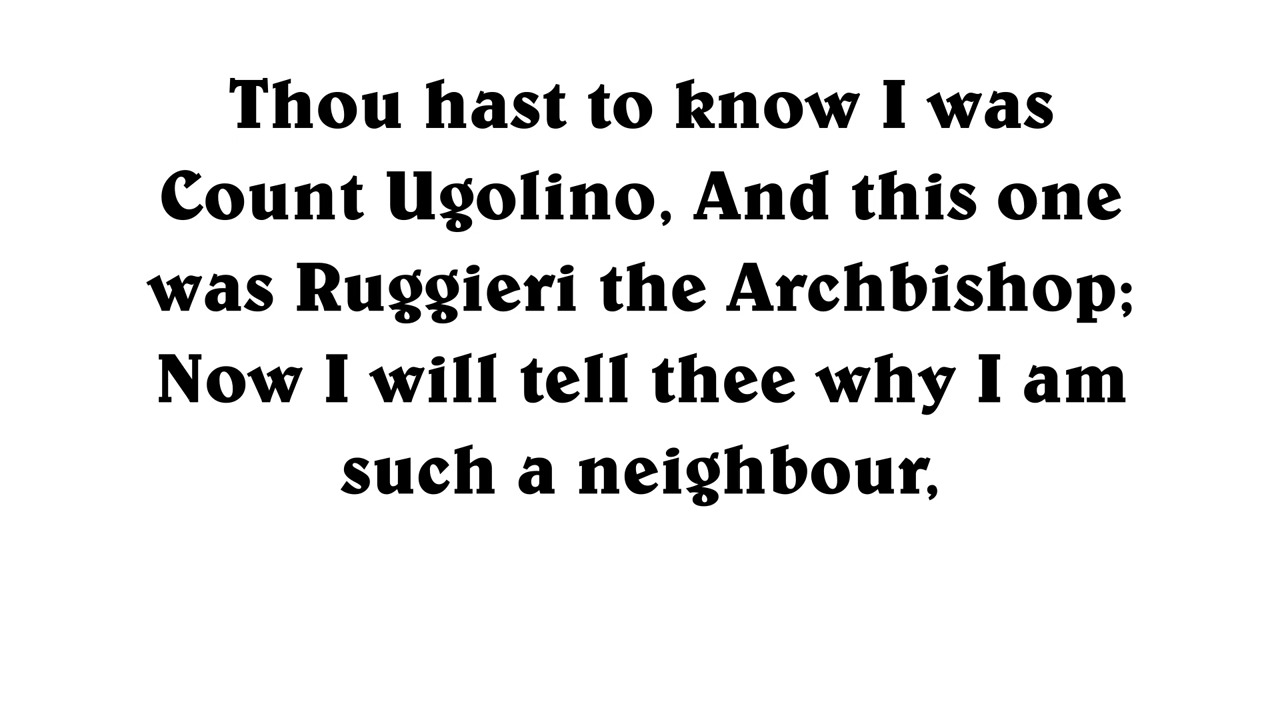 Thou hast to know I was
Count Ugolino, And this one
was Ruggieri the Archbishop;
Now I will tell thee why I am
such a neighbour,